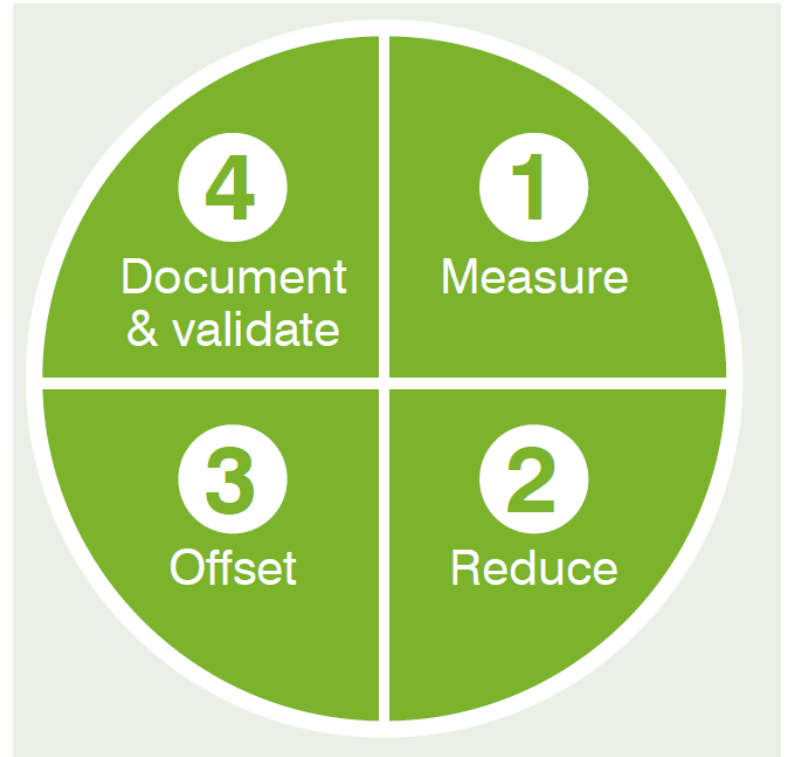 1
Measure
2
Reduce
3
Offset
4
Document
& validate